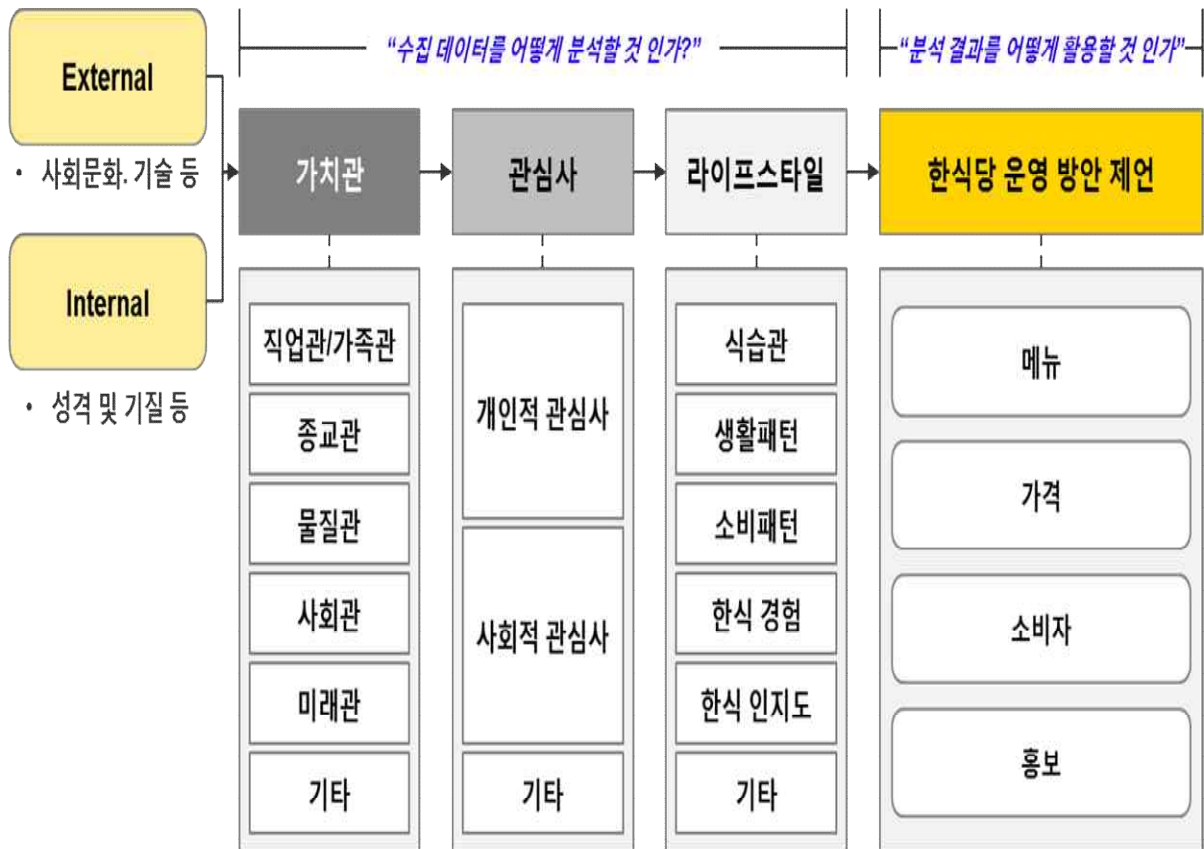 “수집 데이터를 어떻게 분석할 것 인가?”
“분석 결과를 어떻게 활용할 것 인가”
External
• 사회문화. 기술 등
Internal
• 성격 및 기질 등
가치관
관심사
라이프스타일
한식당 운영 방안 제언
직업관/가족관
종교관
물질관
사회관
미래관
기타
개인적 관심사
사회적 관심사
기타
식습관
생활패턴
소비패턴
한식 경험
한식 인지도
기타
메뉴
가격
소비자
홍보